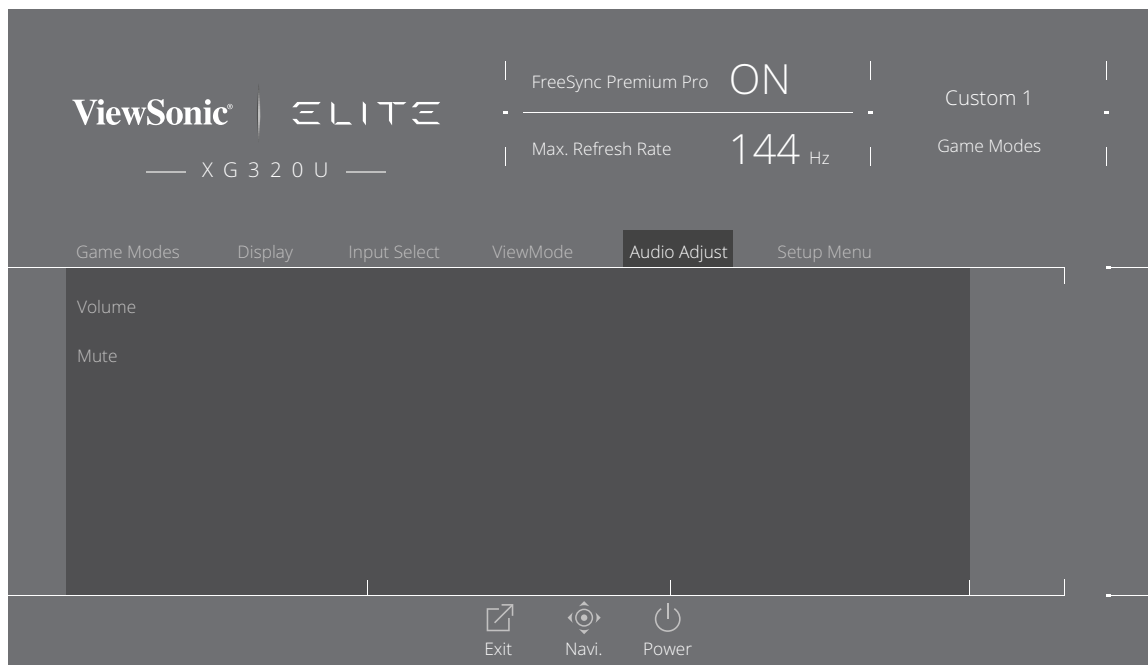 FreeSync Premium Pro ON
Custom 1
ViewSonic® ELITE
Max. Refresh Rate 144 Hz
Game Modes
XG320U
Game Modes Display Input Select ViewMode Audio Adjust Setup Menu
Volume
Mute
Exit Navi. Power